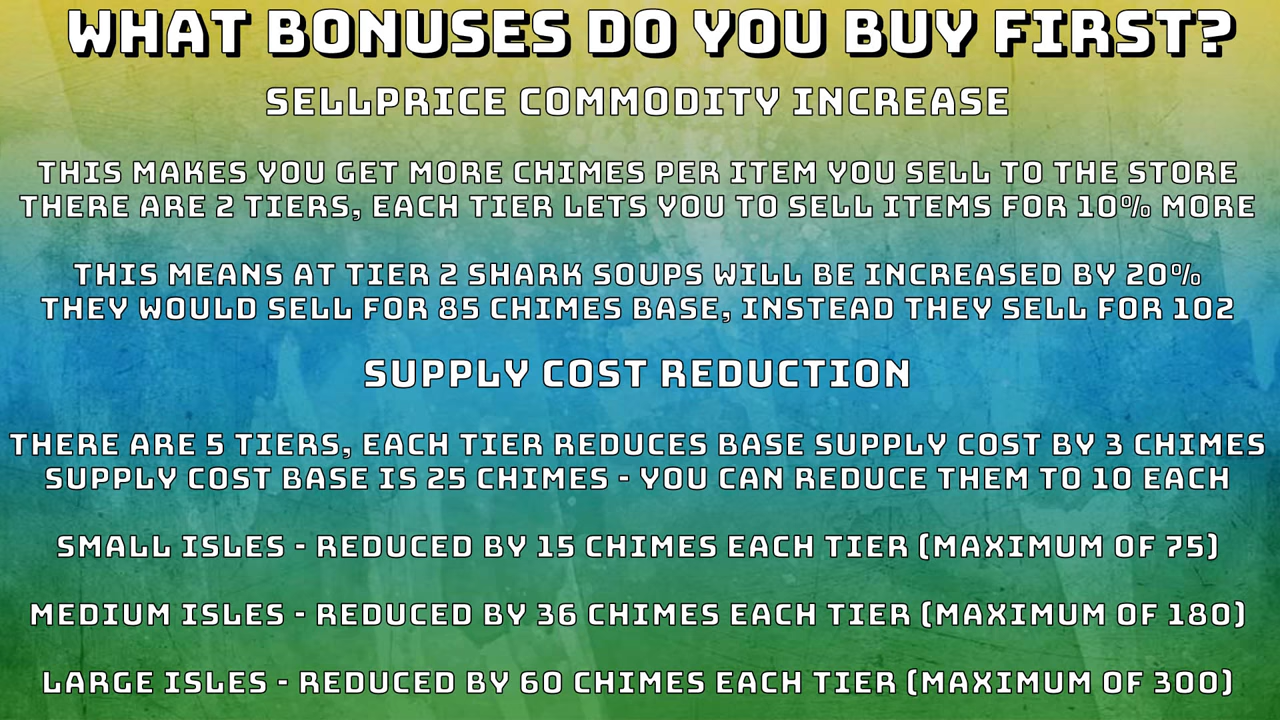 WHAT BONUSES DO YOU BUY FIRST?
SELLPRICE COMMODITY INCREASE
THIS MAKES YOU GET MORE CHIMES PER ITEM YOU SELL TO THE STORE
THERE ARE 2 TIERS, EACH TIER LETS YOU TO SELL ITEMS FOR 10% MORE
THIS MEANS AT TIER 2 SHARK SOUPS WILL BE INCREASED BY 20%
THEY WOULD SELL FOR 85 CHIMES BASE, INSTEAD THEY SELL FOR 102
SUPPLY COST REDUCTION
THERE ARE 5 TIERS, EACH TIER REDUCES BASE SUPPLY COST BY 3 CHIMES
SUPPLY COST BASE IS 25 CHIMES - YOU CAN REDUCE THEM TO 10 EACH
SMALL ISLES - REDUCED BY 15 CHIMES EACH TIER (MAXIMUM OF 75)
MEDIUM ISLES - REDUCED BY 36 CHIMES EACH TIER (MAXIMUM OF 180)
LARGE ISLES - REDUCED BY 60 CHIMES EACH TIER (MAXIMUM OF 300)